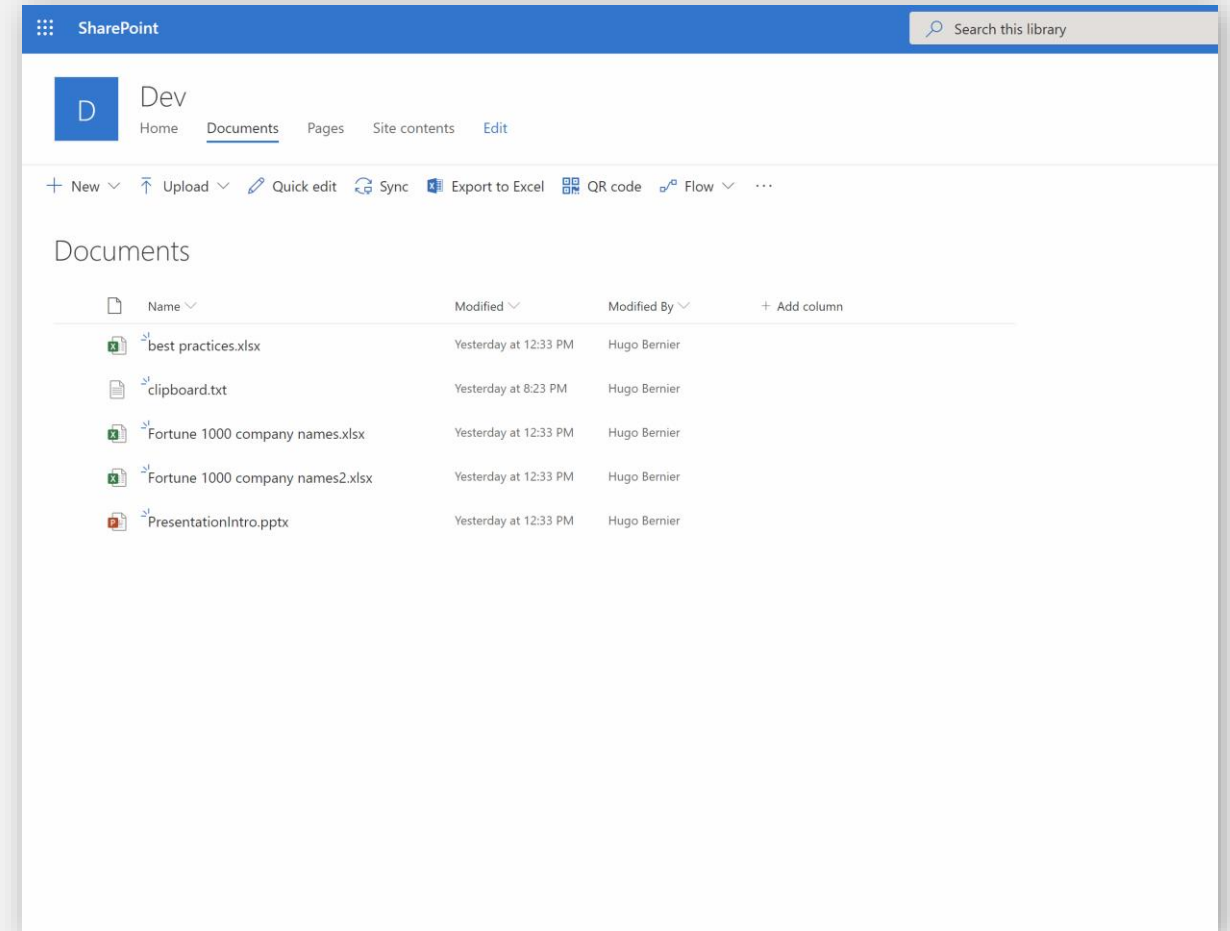 SharePoint Search this library
D
Dev
Home Documents Pages Site contents Edit
New Upload Quick edit Sync Export to Excel QR code Flow ...
Documents
Name Modified Modified By + Add column
best practices.xlsx Yesterday at 12:33 PM Hugo Bernier
clipboard.txt Yesterday at 8:23 PM Hugo Bernier
Fortune 1000 company names.xlsx Yesterday at 12:33 PM Hugo Bernier
Fortune 1000 company names2.xlsx Yesterday at 12:33 PM Hugo Bernier
PresentationIntro.pptx Yesterday at 12:33 PM Hugo Bernier